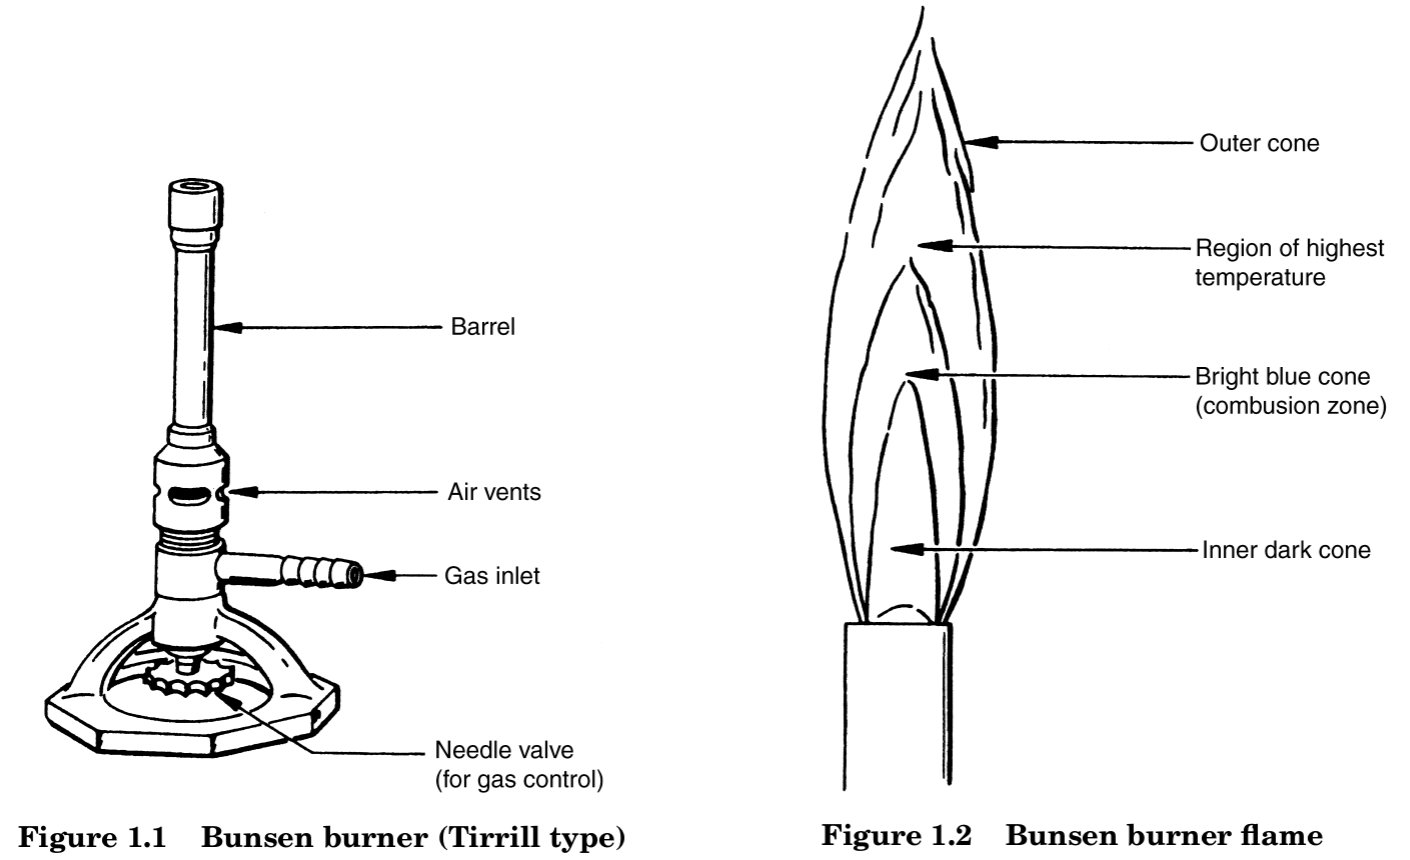 Barrel
Air vents
Gas inlet
Needle valve
(for gas control)
Figure 1.1 Bunsen burner (Tirrill type)
Outer cone
Region of highest
temperature
Bright blue cone
(combusion zone)
Inner dark cone
Figure 1.2 Bunsen burner flame